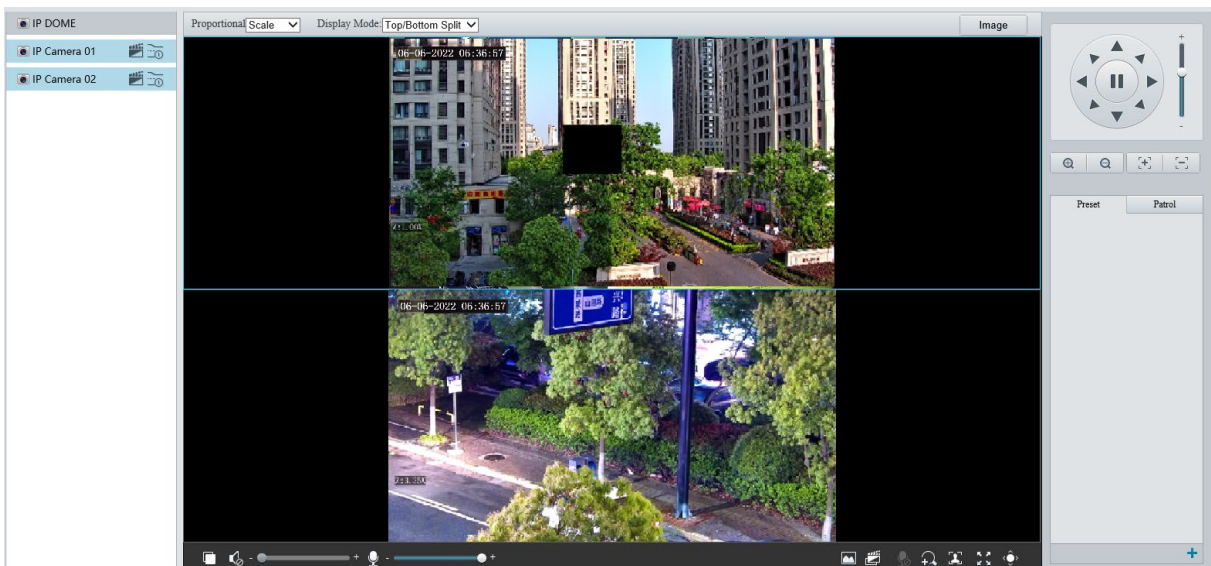 IP DOME
IP Camera 01
IP Camera 02
Proportional Scale Display Mode: Top/Bottom Split Image
06-06-2022 06:36:57
06-06-2022 06:36:57
- + - +
+
-
Preset Patrol
+